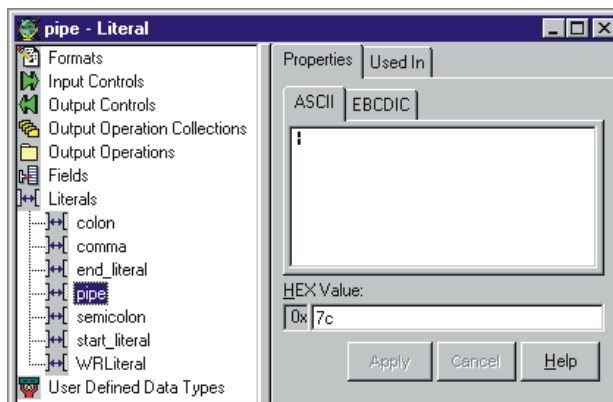 pipe - Literal
Formats
Input Controls
Output Controls
Output Operation Collections
Output Operations
Fields
Literals
colon
comma
end_literal
pipe
semicolon
start_literal
WRLiteral
User Defined Data Types
Properties
Used In
ASCII
EBCDIC
¦
HEX Value:
0x 7c
Apply
Cancel
Help